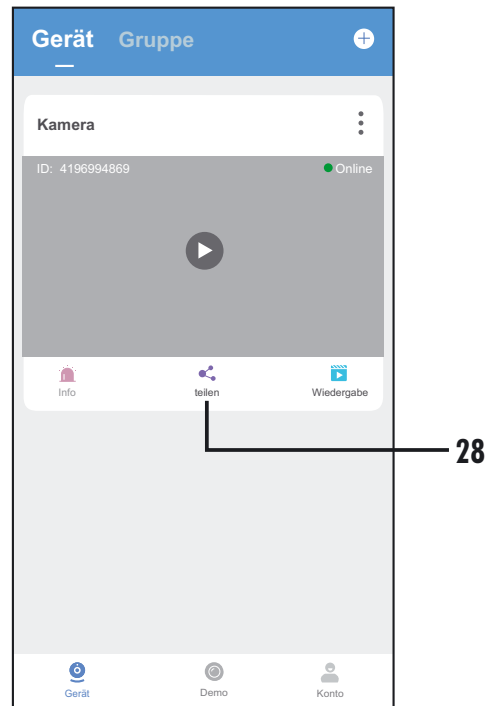 Gerät Gruppe
Kamera
ID: 4196994869 Online
Info teilen Wiedergabe
28
Gerät Demo Konto